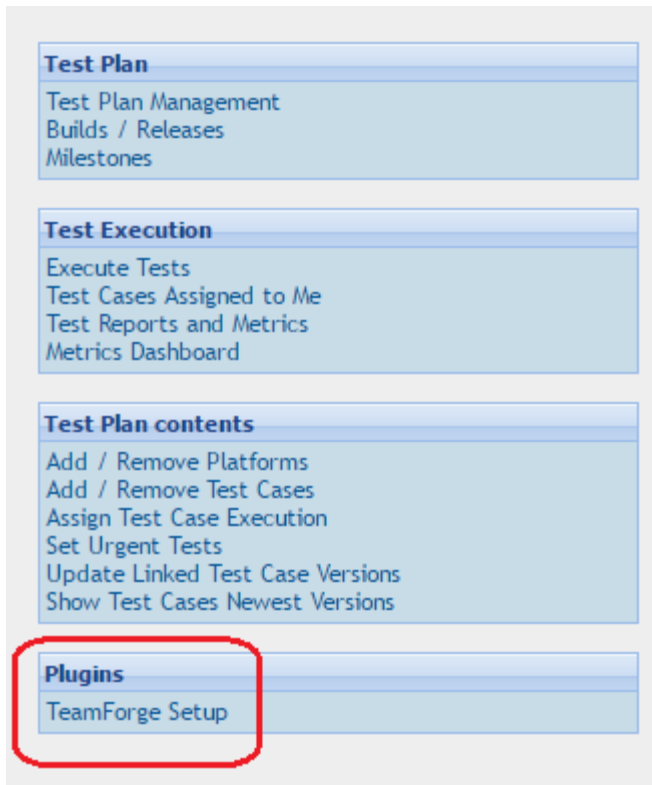 Test Plan
Test Plan Management
Builds / Releases
Milestones
Test Execution
Execute Tests
Test Cases Assigned to Me
Test Reports and Metrics
Metrics Dashboard
Test Plan contents
Add / Remove Platforms
Add / Remove Test Cases
Assign Test Case Execution
Set Urgent Tests
Update Linked Test Case Versions
Show Test Cases Newest Versions
Plugins
TeamForge Setup